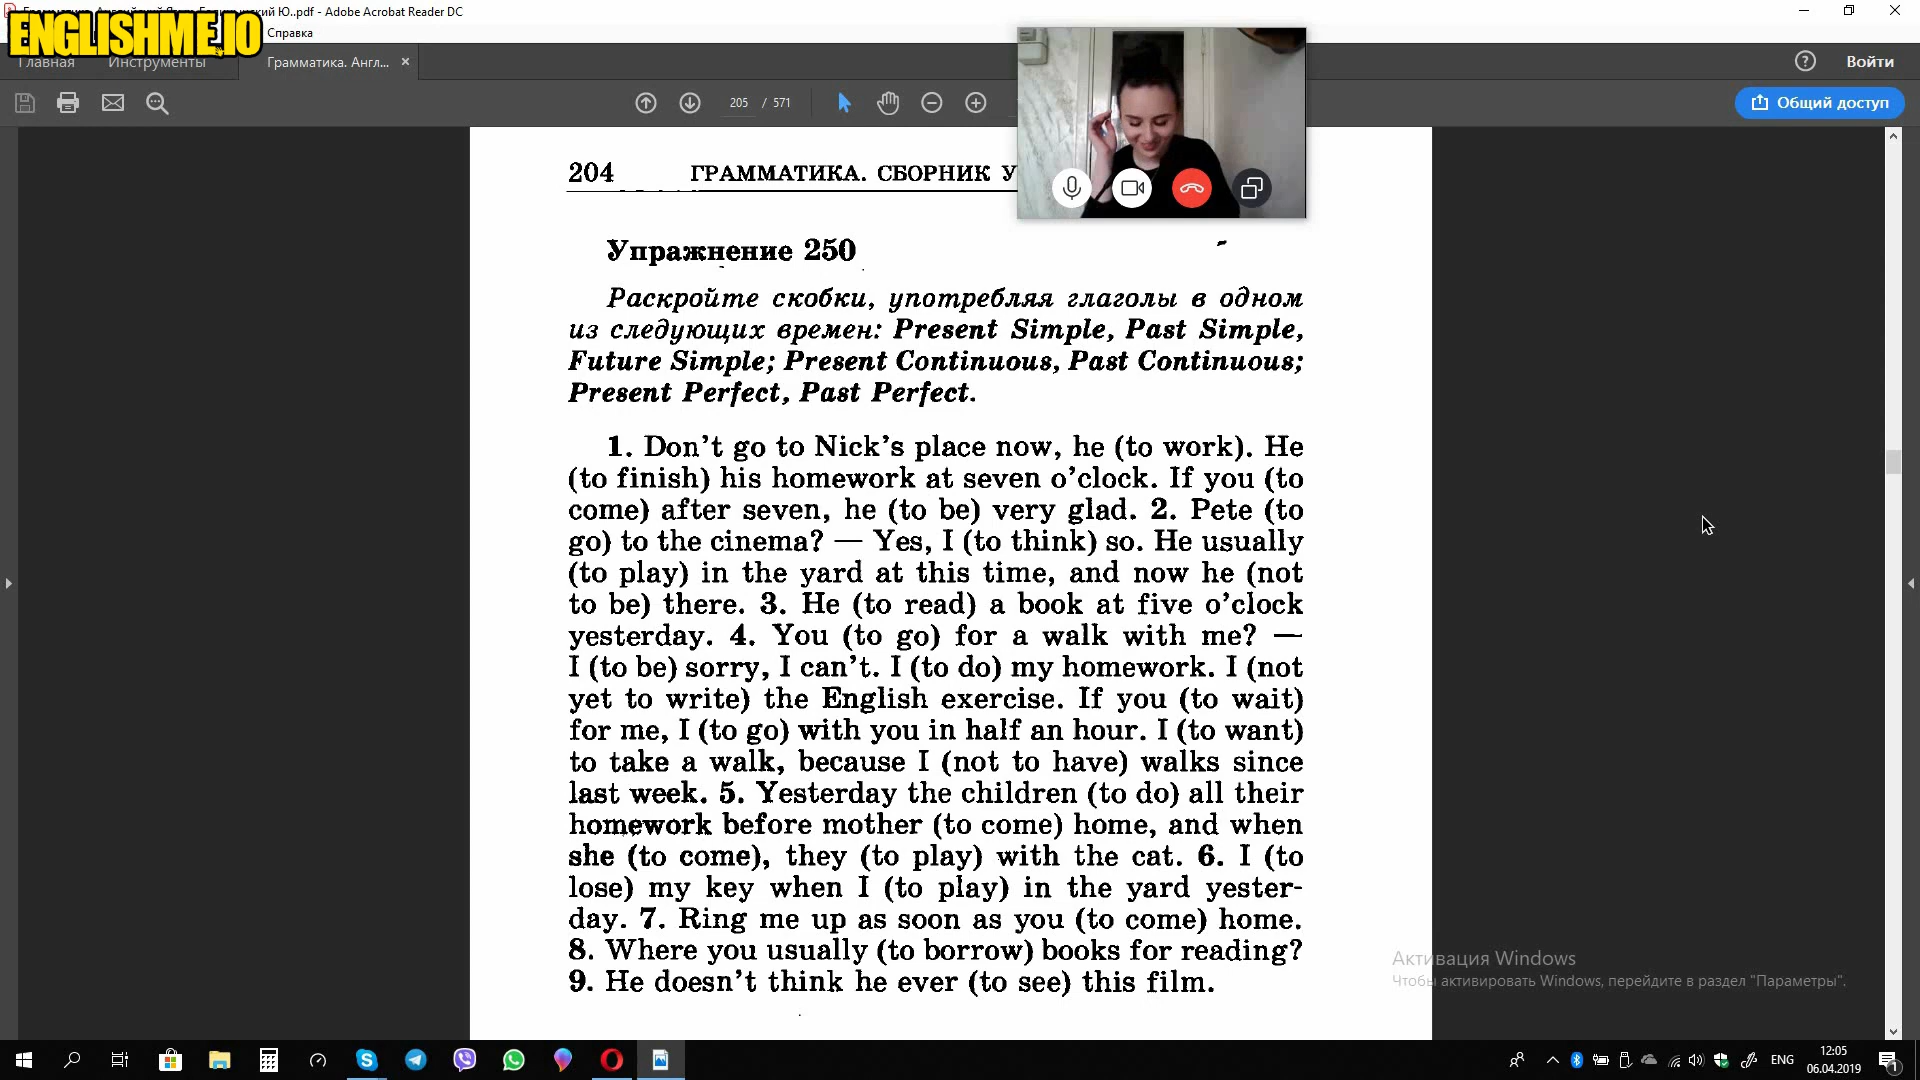 ский Ю..pdf - Adobe Acrobat Reader DC
ENGLISHME.IO
Справка
Главная
Инструменты
Грамматика. Англ...
Войти
205 / 571
Общий доступ
204 ГРАММАТИКА. СБОРНИК У
Упражнение 250
Раскройте скобки, употребляя глаголы в одном
из следующих времен: Present Simple, Past Simple,
Future Simple; Present Continuous, Past Continuous;
Present Perfect, Past Perfect.
1. Don't go to Nick's place now, he (to work). He
(to finish) his homework at seven o'clock. If you (to
come) after seven, he (to be) very glad. 2. Pete (to
go) to the cinema? — Yes, I (to think) so. He usually
(to play) in the yard at this time, and now he (not
to be) there. 3. He (to read) a book at five o'clock
yesterday. 4. You (to go) for a walk with me? —
I (to be) sorry, I can't. I (to do) my homework. I (not
yet to write) the English exercise. If you (to wait)
for me, I (to go) with you in half an hour. I (to want)
to take a walk, because I (not to have) walks since
last week. 5. Yesterday the children (to do) all their
homework before mother (to come) home, and when
she (to come), they (to play) with the cat. 6. I (to
lose) my key when I (to play) in the yard yester-
day. 7. Ring me up as soon as you (to come) home.
8. Where you usually (to borrow) books for reading?
9. He doesn't think he ever (to see) this film.
Активация Windows
Чтобы активировать Windows, перейдите в раздел "Параметры".
ENG
12:05
06.04.2019
1